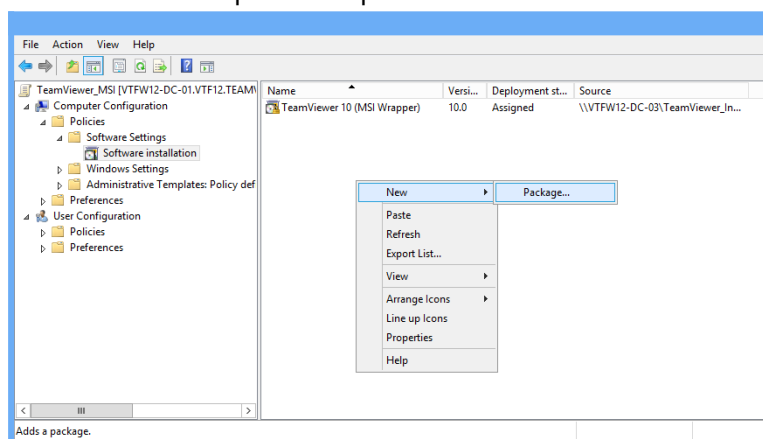 File Action View Help
TeamViewer_MSI [VTFW12-DC-01.VTF12.TEAMV
Computer Configuration
Policies
Software Settings
Software installation
Windows Settings
Administrative Templates: Policy def
Preferences
User Configuration
Policies
Preferences
Name Versi... Deployment st... Source
TeamViewer 10 (MSI Wrapper) 10.0 Assigned \\VTFW12-DC-03\TeamViewer_In...
New Package...
Paste
Refresh
Export List...
View
Arrange Icons
Line up Icons
Properties
Help
Adds a package.